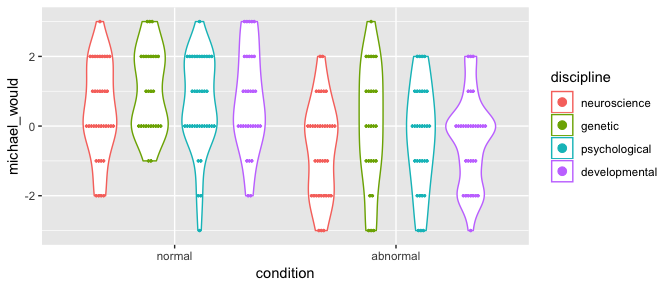 michael_would
2
0
-2
normal
abnormal
condition
discipline
neuroscience
genetic
psychological
developmental